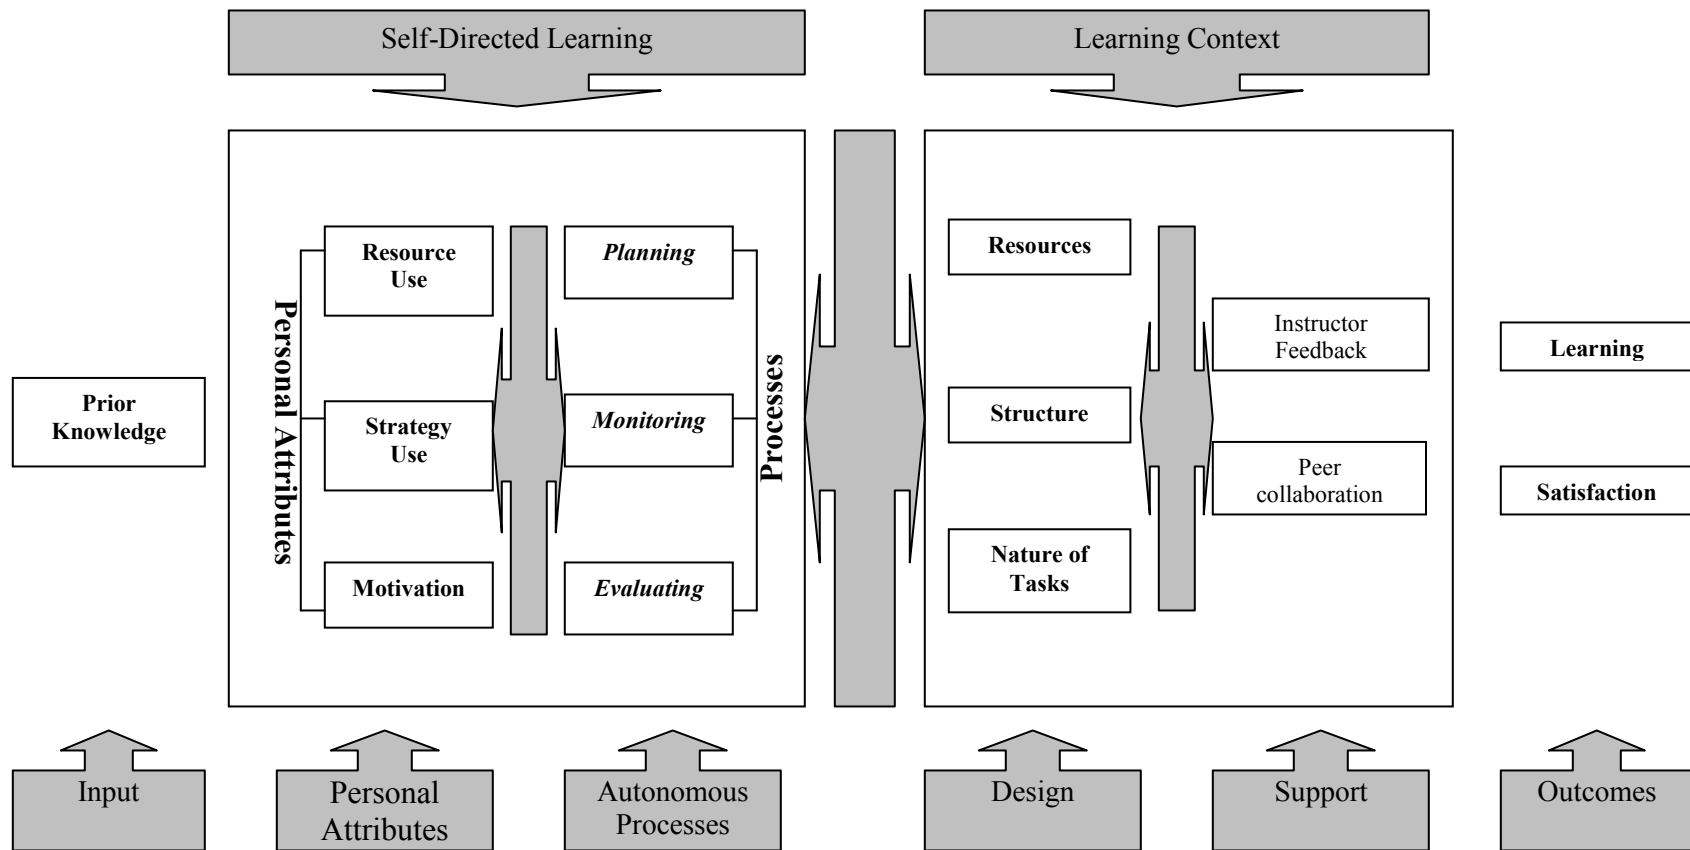 Self-Directed Learning
Learning Context
Prior
Knowledge
Personal Attributes
Resource
Use
Strategy
Use
Motivation
Planning
Monitoring
Evaluating
Processes
Resources
Structure
Nature of
Tasks
Instructor
Feedback
Peer
collaboration
Learning
Satisfaction
Input
Personal
Attributes
Autonomous
Processes
Design
Support
Outcomes